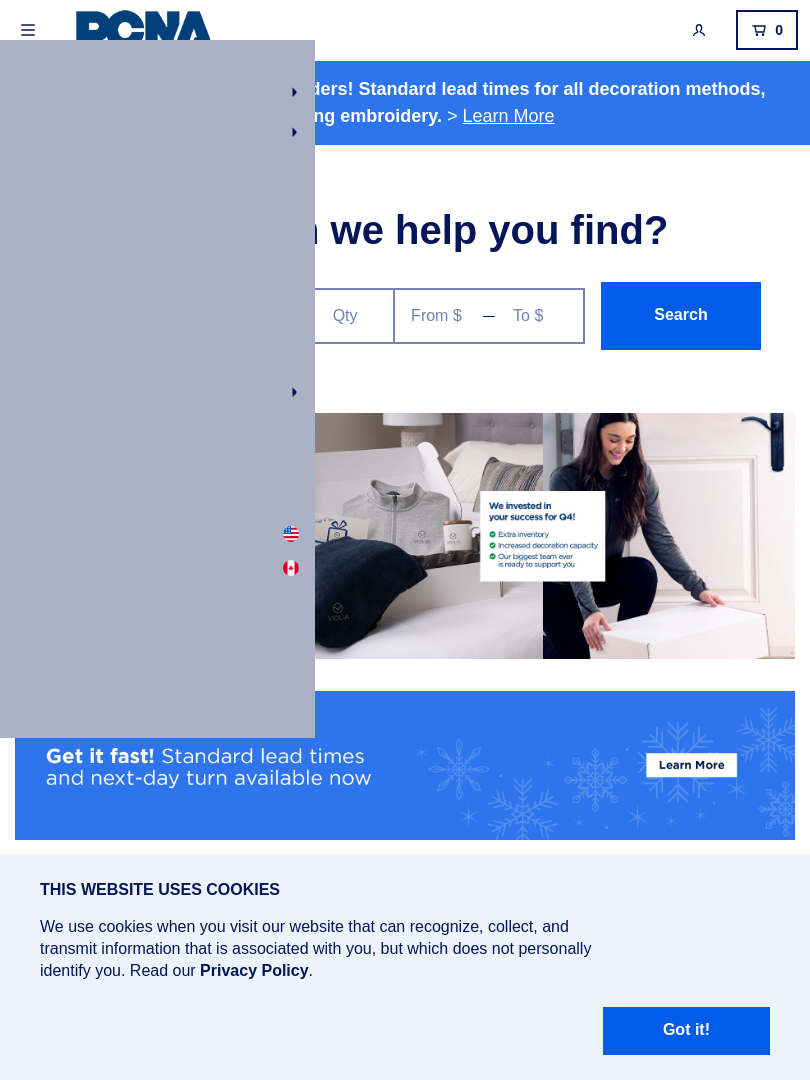 PCNA
0
ders! Standard lead times for all decoration methods,
ng embroidery. > Learn More
we help you find?
Qty
From $ — To $
Search
We invested in
your success for Q4!
Extra inventory
Increased decoration capacity
Our biggest team ever
is ready to support you
VIOLIA
VIOLIA
VIOLIA
Get it fast! Standard lead times
and next-day turn available now
Learn More
THIS WEBSITE USES COOKIES
We use cookies when you visit our website that can recognize, collect, and
transmit information that is associated with you, but which does not personally
identify you. Read our Privacy Policy.
Got it!